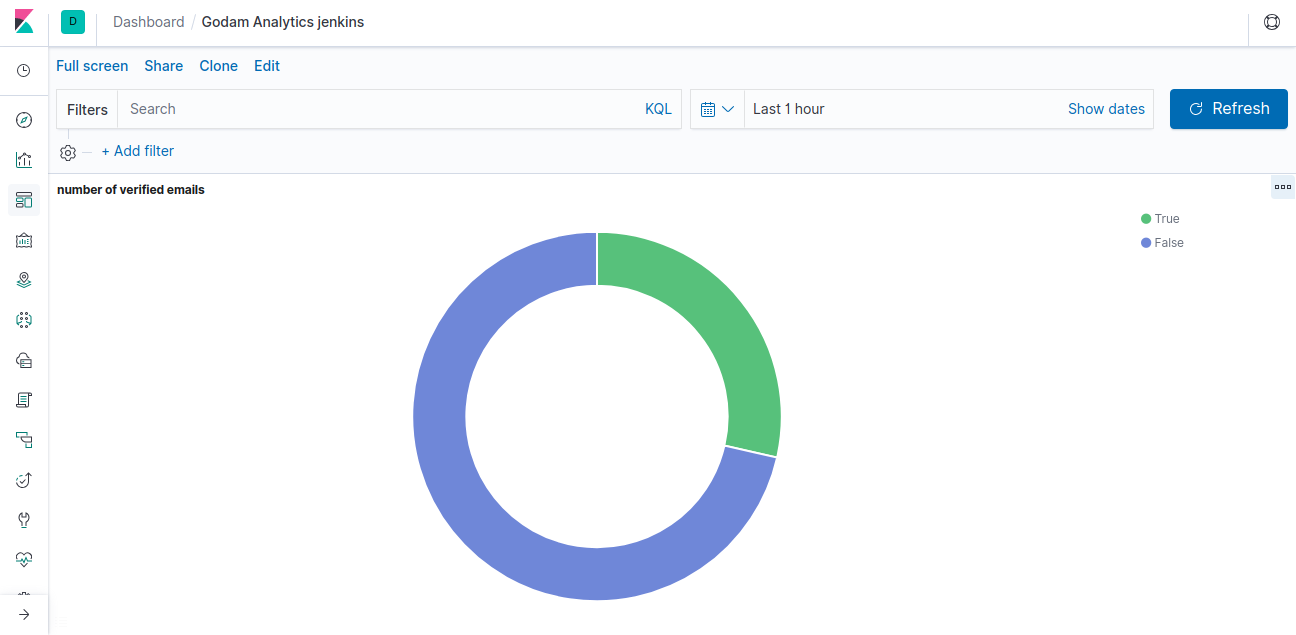 D Dashboard / Godam Analytics jenkins
Full screen Share Clone Edit
Filters Search KQL Last 1 hour Show dates Refresh
+ Add filter
number of verified emails
True
False